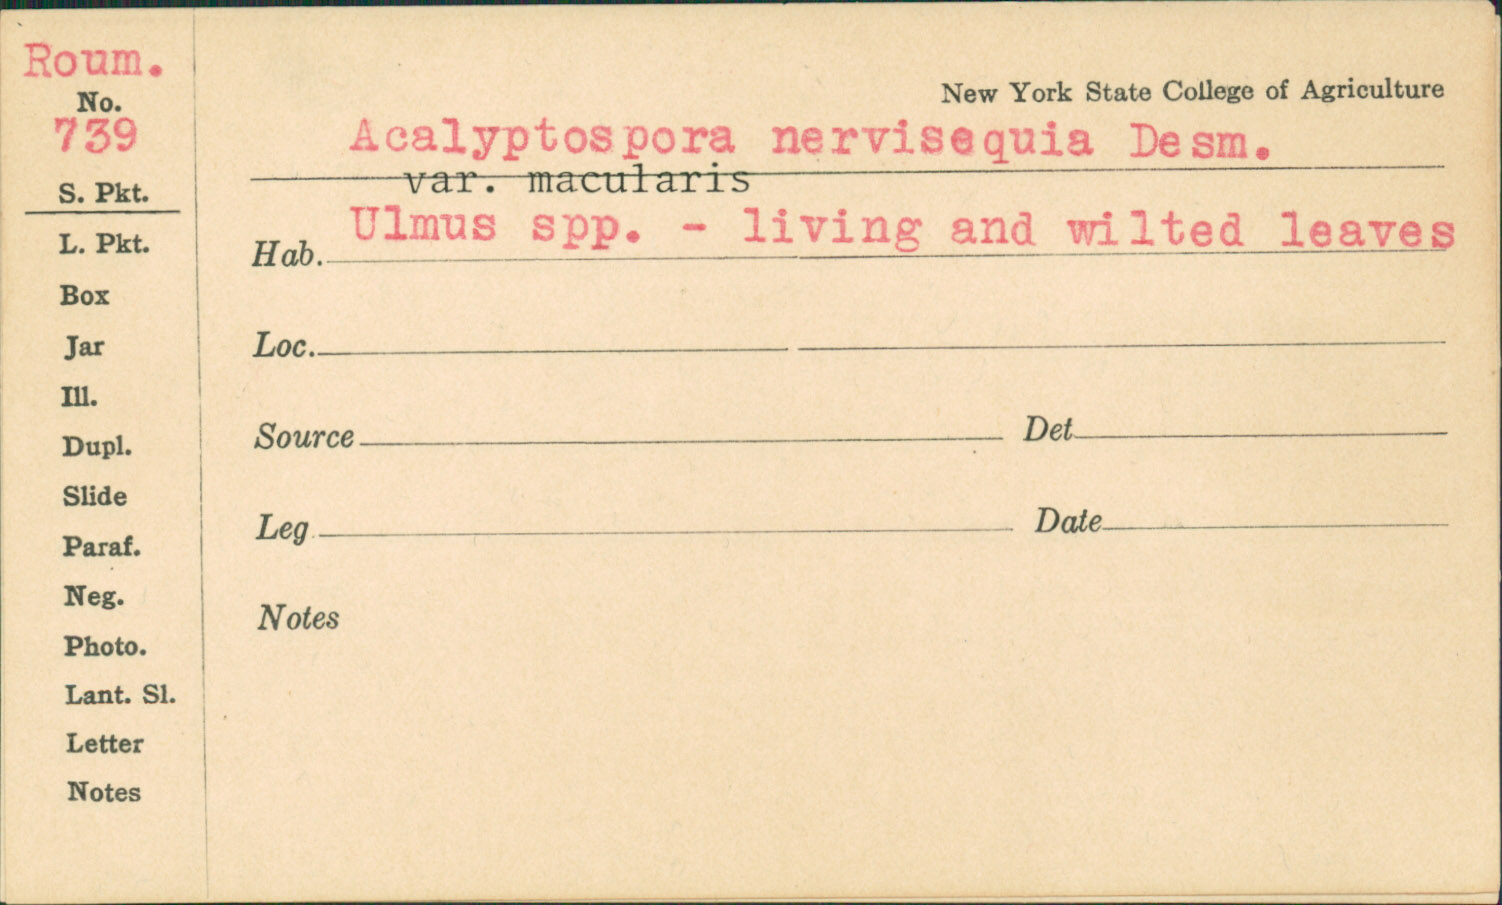 Roum.
No.
739
S. Pkt.
L. Pkt.
Box
Jar
Ill.
Dupl.
Slide
Paraf.
Neg.
Photo.
Lant. Sl.
Letter
Notes
New York State College of Agriculture
Acalyptospora nervisequia Desm.
var. macularis
Hab. Ulmus spp. - living and wilted leaves
Loc.
Source Det
Leg Date
Notes